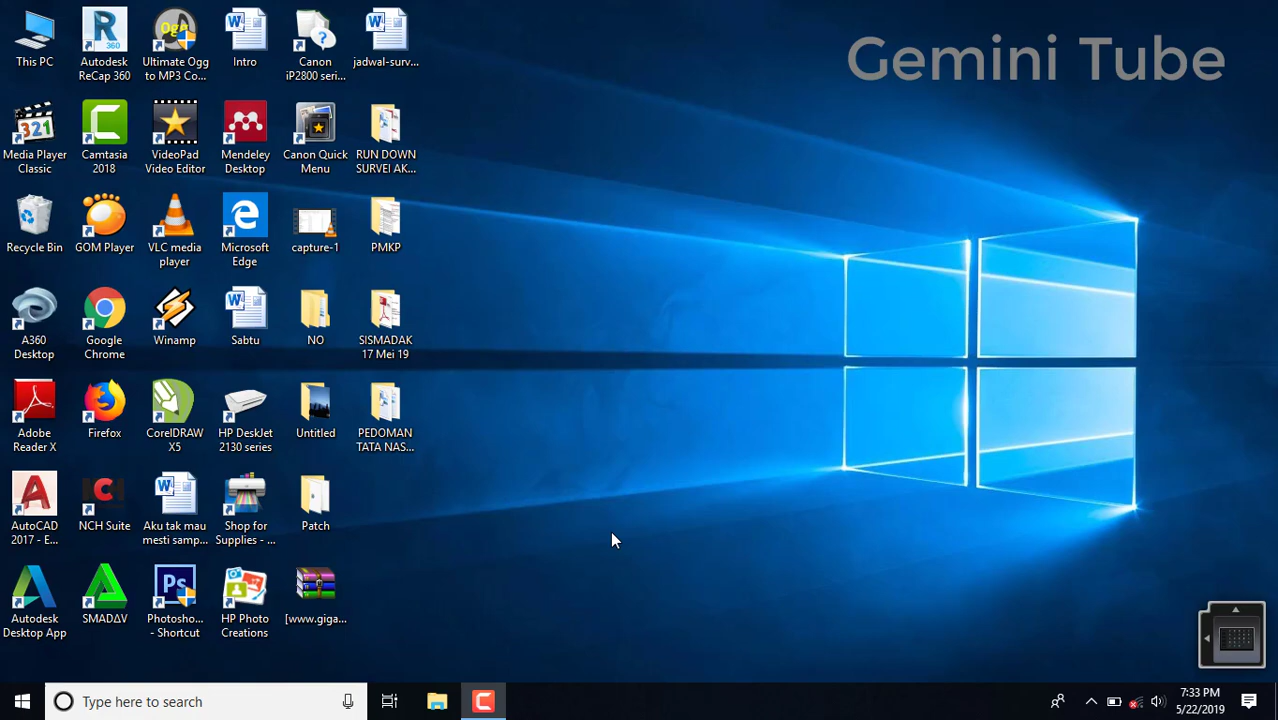 Gemini Tube
This PC
Autodesk
ReCap 360
Ultimate Ogg
to MP3 Co...
Intro
Canon
iP2800 seri...
jadwal-surv...
Media Player
Classic
Camtasia
2018
VideoPad
Video Editor
Mendeley
Desktop
Canon Quick
Menu
RUN DOWN
SURVEI AK...
Recycle Bin
GOM Player
VLC media
player
Microsoft
Edge
capture-1
PMKP
A360
Desktop
Google
Chrome
Winamp
Sabtu
NO
SISMADAK
17 Mei 19
Adobe
Reader X
Firefox
CorelDRAW
X5
HP DeskJet
2130 series
Untitled
PEDOMAN
TATA NAS...
AutoCAD
2017 - E...
NCH Suite
Aku tak mau
mesti samp...
Shop for
Supplies - ...
Patch
Autodesk
Desktop App
SMADΔV
Photosho...
- Shortcut
HP Photo
Creations
[www.giga...
Type here to search
7:33 PM
5/22/2019